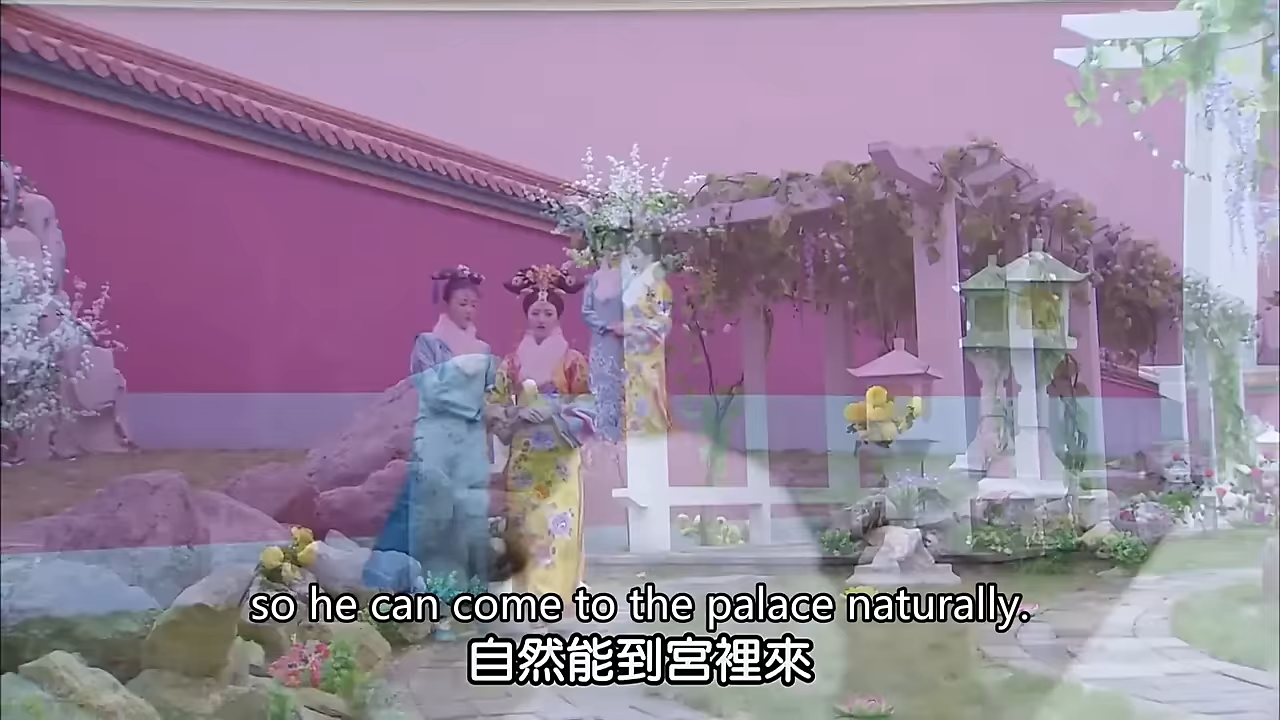 so he can come to the palace naturally.
自然能到宮裡來